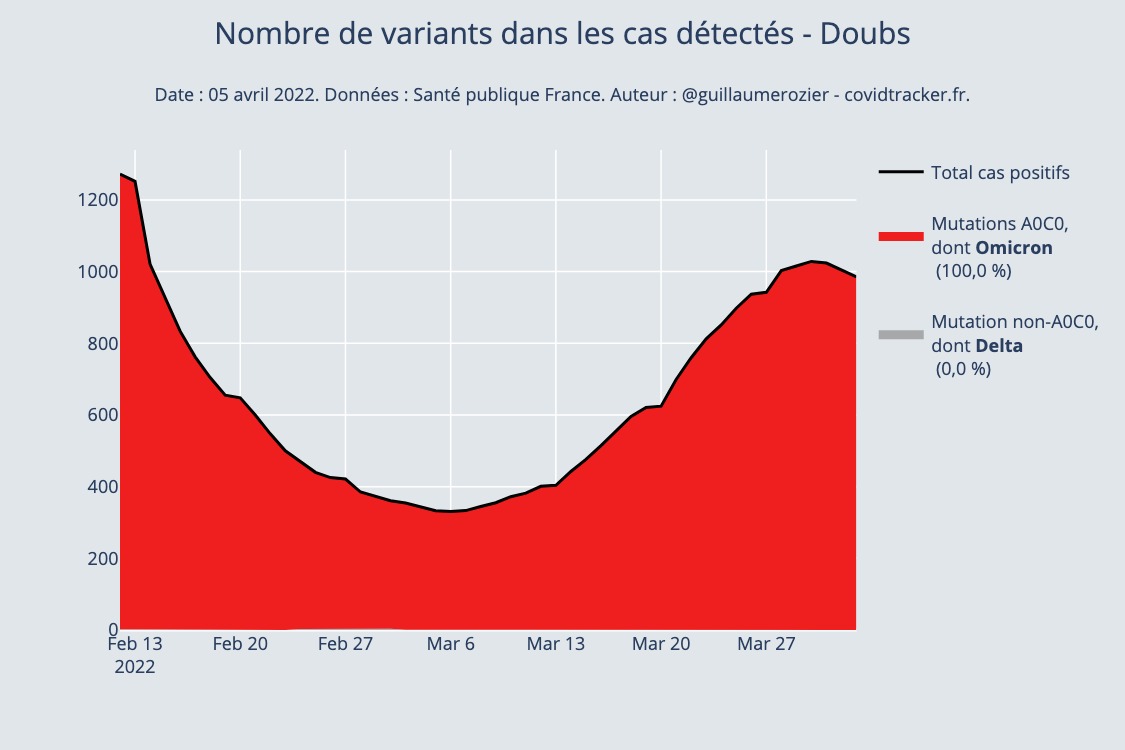 Nombre de variants dans les cas détectés - Doubs
Date : 05 avril 2022. Données : Santé publique France. Auteur : @guillaumerozier - covidtracker.fr.
Total cas positifs
Mutations A0C0,
dont Omicron
(100,0 %)
Mutation non-A0C0,
dont Delta
(0,0 %)
1200
1000
800
600
400
200
0
Feb 13 Feb 20 Feb 27 Mar 6 Mar 13 Mar 20 Mar 27
2022